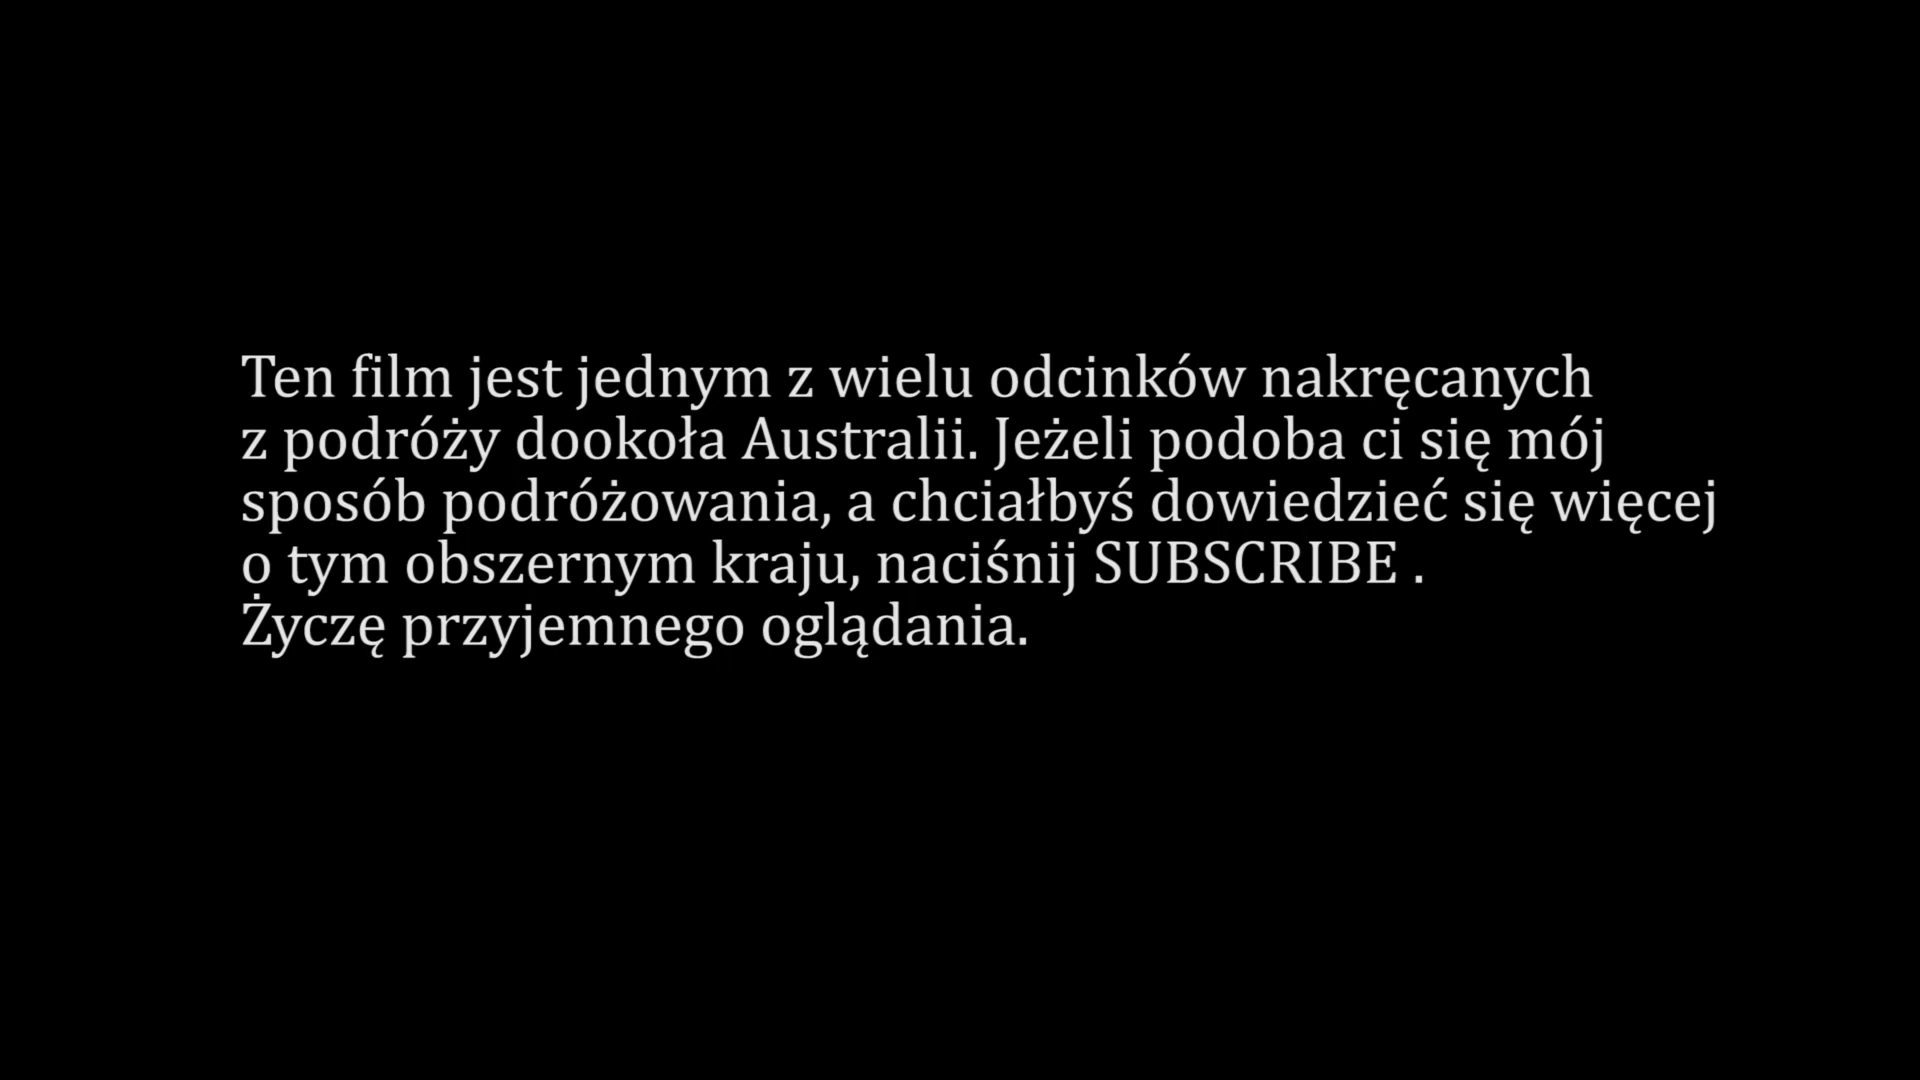 Ten film jest jednym z wielu odcinków nakręcanych
z podróży dookoła Australii. Jeżeli podoba ci się mój
sposób podróżowania, a chciałbyś dowiedzieć się więcej
o tym obszernym kraju, naciśnij SUBSCRIBE .
Życzę przyjemnego oglądania.